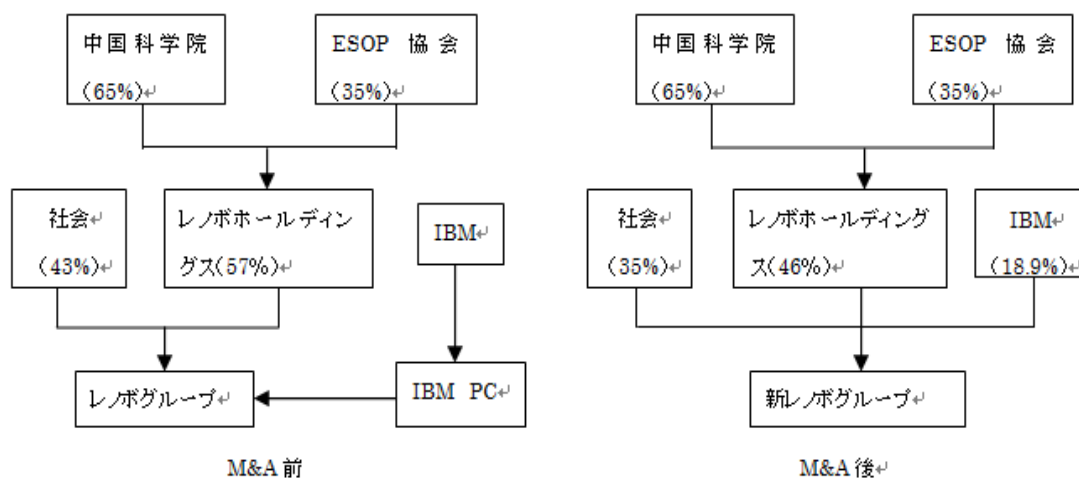 中国科学院
(65%)↵
ESOP 協会
(35%)↵
社会↵
(43%)↵
レノボホールディン
グス(57%)↵
IBM↵
レノボグループ↵
IBM PC↵
M&A 前
中国科学院
(65%)↵
ESOP 協会
(35%)↵
社会↵
(35%)↵
レノボホールディング
ス(46%)↵
IBM↵
(18.9%)↵
新レノボグループ↵
M&A 後↵